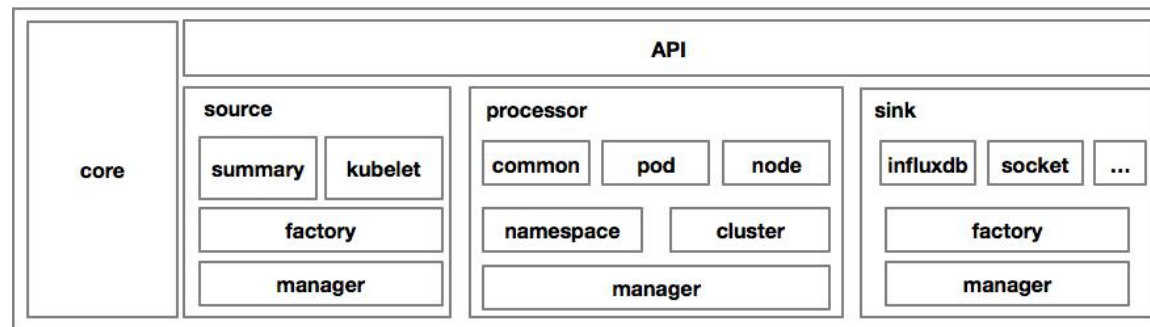 API
core
source
summary kubelet
factory
manager
processor
common pod node
namespace cluster
manager
sink
influxdb socket ...
factory
manager